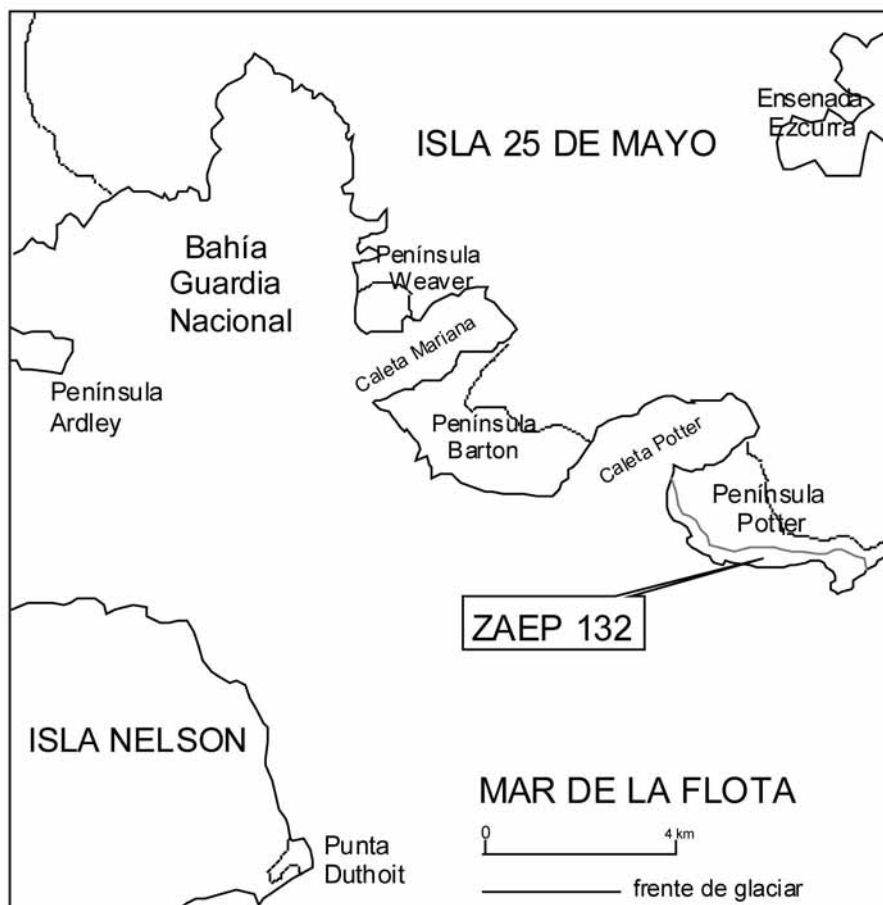 Ensenada
Ezcurra
ISLA 25 DE MAYO
Bahía
Guardia
Nacional
Península
Weaver
Caleta Mariana
Península
Ardley
Península
Barton
Caleta Potter
Península
Potter
ZAEP 132
ISLA NELSON
MAR DE LA FLOTA
0 4 km
Punta
Duthoit
frente de glaciar